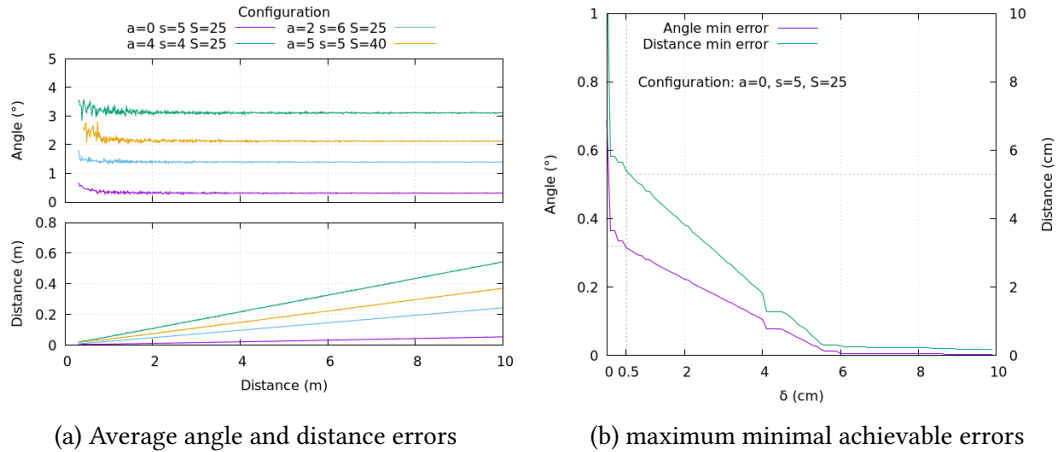 Configuration
a=0 s=5 S=25 a=2 s=6 S=25
a=4 s=4 S=25 a=5 s=5 S=40
Angle (°)
5
4
3
2
1
0
Distance (m)
0.8
0.6
0.4
0.2
0
0 2 4 6 8 10
Distance (m)
(a) Average angle and distance errors
Angle min error
Distance min error
Configuration: a=0, s=5, S=25
Angle (°)
1
0.8
0.6
0.4
0.2
0
10
8
6
4
2
0
Distance (cm)
0 0.5 2 4 6 8 10
δ (cm)
(b) maximum minimal achievable errors